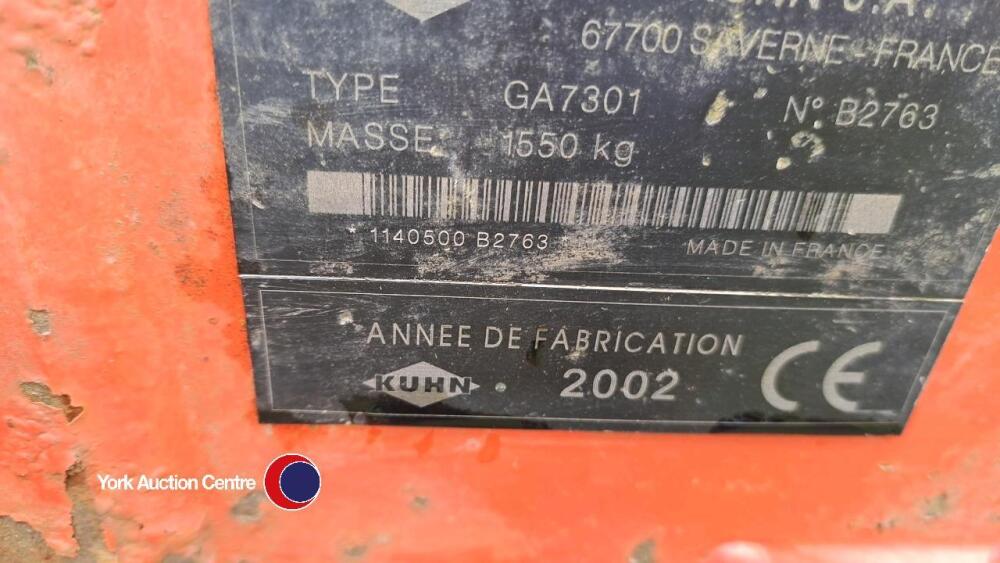 67700 SAVERNE - FRANCE
TYPE GA7301 N° B2763
MASSE 1550 kg
* 1140500 B2763 *
MADE IN FRANCE
ANNEE DE FABRICATION
KUHN 2002 CE
York Auction Centre